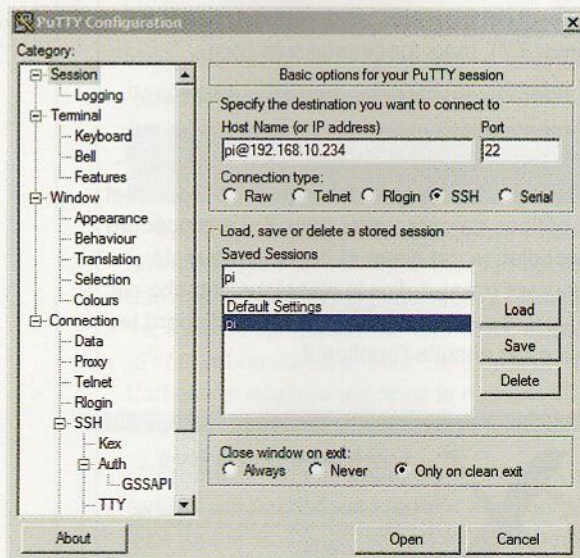 PuTTY Configuration
Category:
Session
Logging
Terminal
Keyboard
Bell
Features
Window
Appearance
Behaviour
Translation
Selection
Colours
Connection
Data
Proxy
Telnet
Rlogin
SSH
Kex
Auth
GSSAPI
TTY
Basic options for your PuTTY session
Specify the destination you want to connect to
Host Name (or IP address) Port
pi@192.168.10.234 22
Connection type:
Raw Telnet Rlogin SSH Serial
Load, save or delete a stored session
Saved Sessions
pi
Default Settings
pi
Load
Save
Delete
Close window on exit:
Always Never Only on clean exit
About Open Cancel